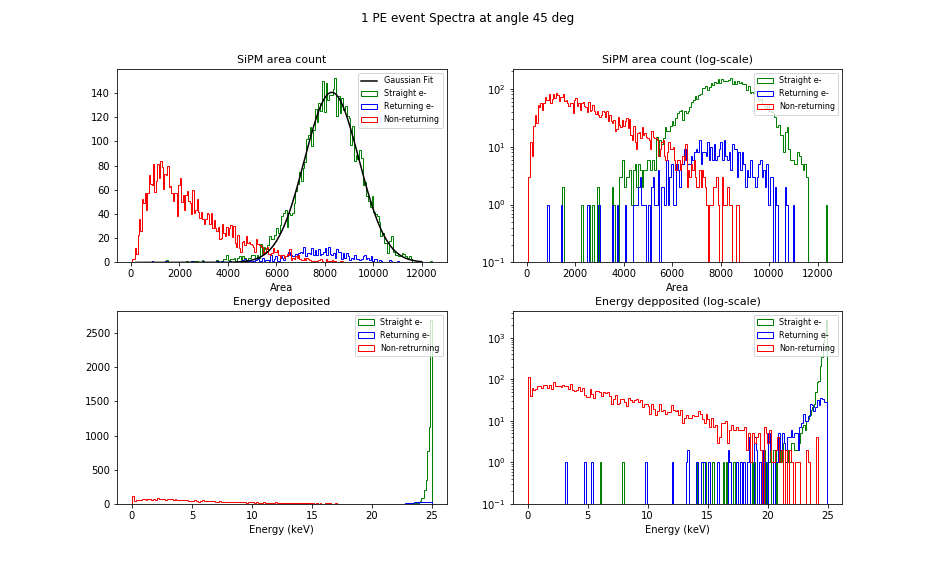 1 PE event Spectra at angle 45 deg
SiPM area count
Gaussian Fit
Straight e-
Returning e-
Non-returning
140
120
100
80
60
40
20
0
0 2000 4000 6000 8000 10000 12000
Area
SiPM area count (log-scale)
Straight e-
Returning e-
Non-returning
10²
10¹
10⁰
10⁻¹
0 2000 4000 6000 8000 10000 12000
Area
Energy deposited
Straight e-
Returning e-
Non-retrurning
2500
2000
1500
1000
500
0
0 5 10 15 20 25
Energy (keV)
Energy depposited (log-scale)
Straight e-
Returning e-
Non-returning
10³
10²
10¹
10⁰
10⁻¹
0 5 10 15 20 25
Energy (keV)